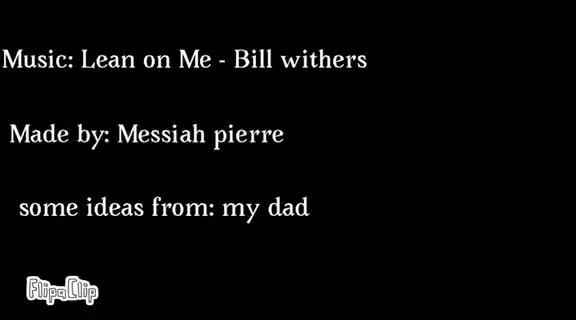 Music: Lean on Me - Bill withers
Made by: Messiah pierre
some ideas from: my dad
FlipaClip